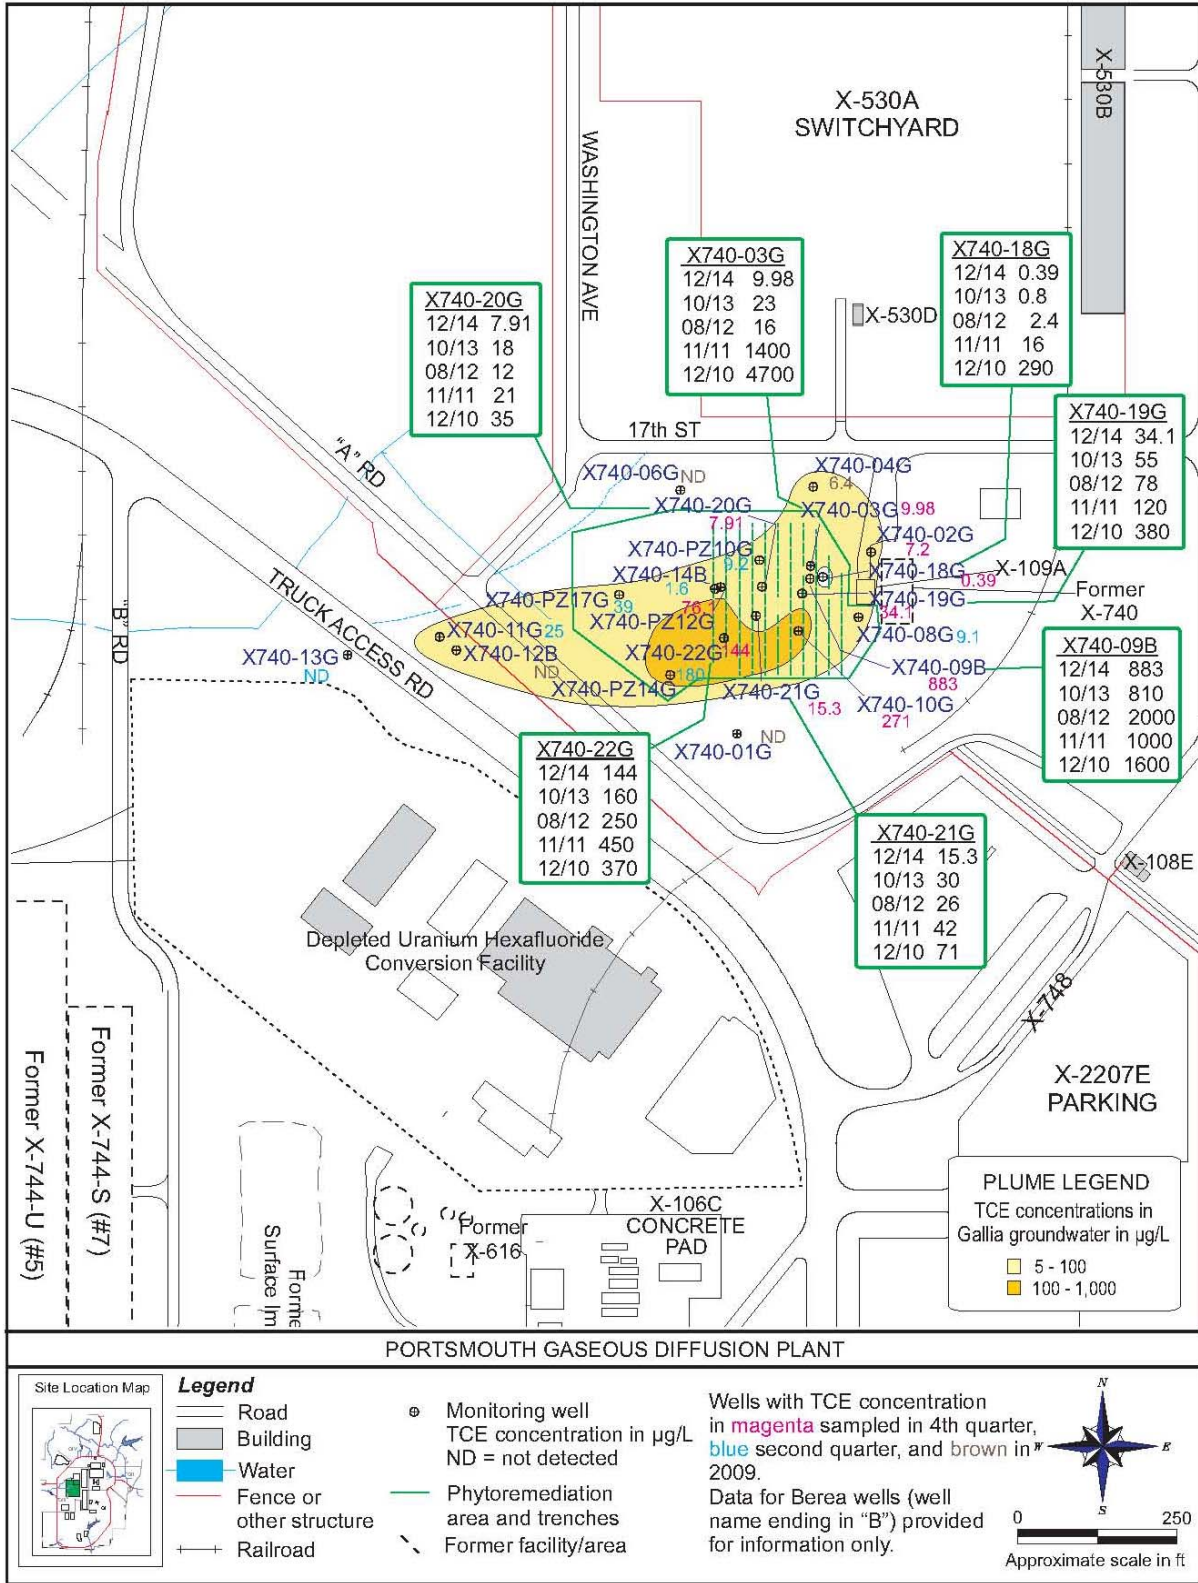 X-530A
SWITCHYARD
X-530B
WASHINGTON AVE
X740-03G
12/14 9.98
10/13 23
08/12 16
11/11 1400
12/10 4700
X740-18G
12/14 0.39
10/13 0.8
08/12 2.4
11/11 16
12/10 290
X740-20G
12/14 7.91
10/13 18
08/12 12
11/11 21
12/10 35
X-530D
X740-19G
12/14 34.1
10/13 55
08/12 78
11/11 120
12/10 380
17th ST
"A" RD
X740-06G ND
X740-04G
6.4
X740-20G
7.91
X740-03G 9.98
X740-02G
7.2
X740-PZ10G
9.2
X740-18G
0.39
X-109A
X740-14B
1.6
76.1
X740-PZ17G
39
X740-19G
34.1
Former
X-740
X740-PZ12G
TRUCK ACCESS RD
"B" RD
X740-11G 25
X740-12B
ND
X740-13G
ND
X740-22G
144
X740-08G 9.1
X740-PZ14G
180
X740-09B
883
X740-21G
15.3
X740-10G
271
X740-01G
ND
X740-09B
12/14 883
10/13 810
08/12 2000
11/11 1000
12/10 1600
X740-22G
12/14 144
10/13 160
08/12 250
11/11 450
12/10 370
X740-21G
12/14 15.3
10/13 30
08/12 26
11/11 42
12/10 71
X-108E
Depleted Uranium Hexafluoride
Conversion Facility
X-748
X-2207E
PARKING
Former X-744-U (#5)
Former X-744-S (#7)
Forme
Surface Im
Former
X-616
X-106C
CONCRETE
PAD
PLUME LEGEND
TCE concentrations in
Gallia groundwater in µg/L
5 - 100
100 - 1,000
PORTSMOUTH GASEOUS DIFFUSION PLANT
Site Location Map
Legend
Road
Building
Water
Fence or
other structure
Railroad
Monitoring well
TCE concentration in µg/L
ND = not detected
Phytoremediation
area and trenches
Former facility/area
Wells with TCE concentration
in magenta sampled in 4th quarter,
blue second quarter, and brown in
2009.
Data for Berea wells (well
name ending in "B") provided
for information only.
N
W E
S
0 250
Approximate scale in ft